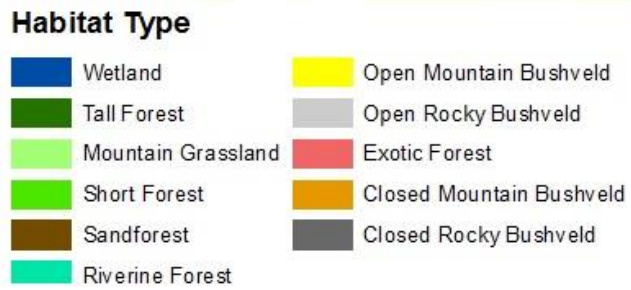 Habitat Type
Wetland
Tall Forest
Mountain Grassland
Short Forest
Sandforest
Riverine Forest
Open Mountain Bushveld
Open Rocky Bushveld
Exotic Forest
Closed Mountain Bushveld
Closed Rocky Bushveld